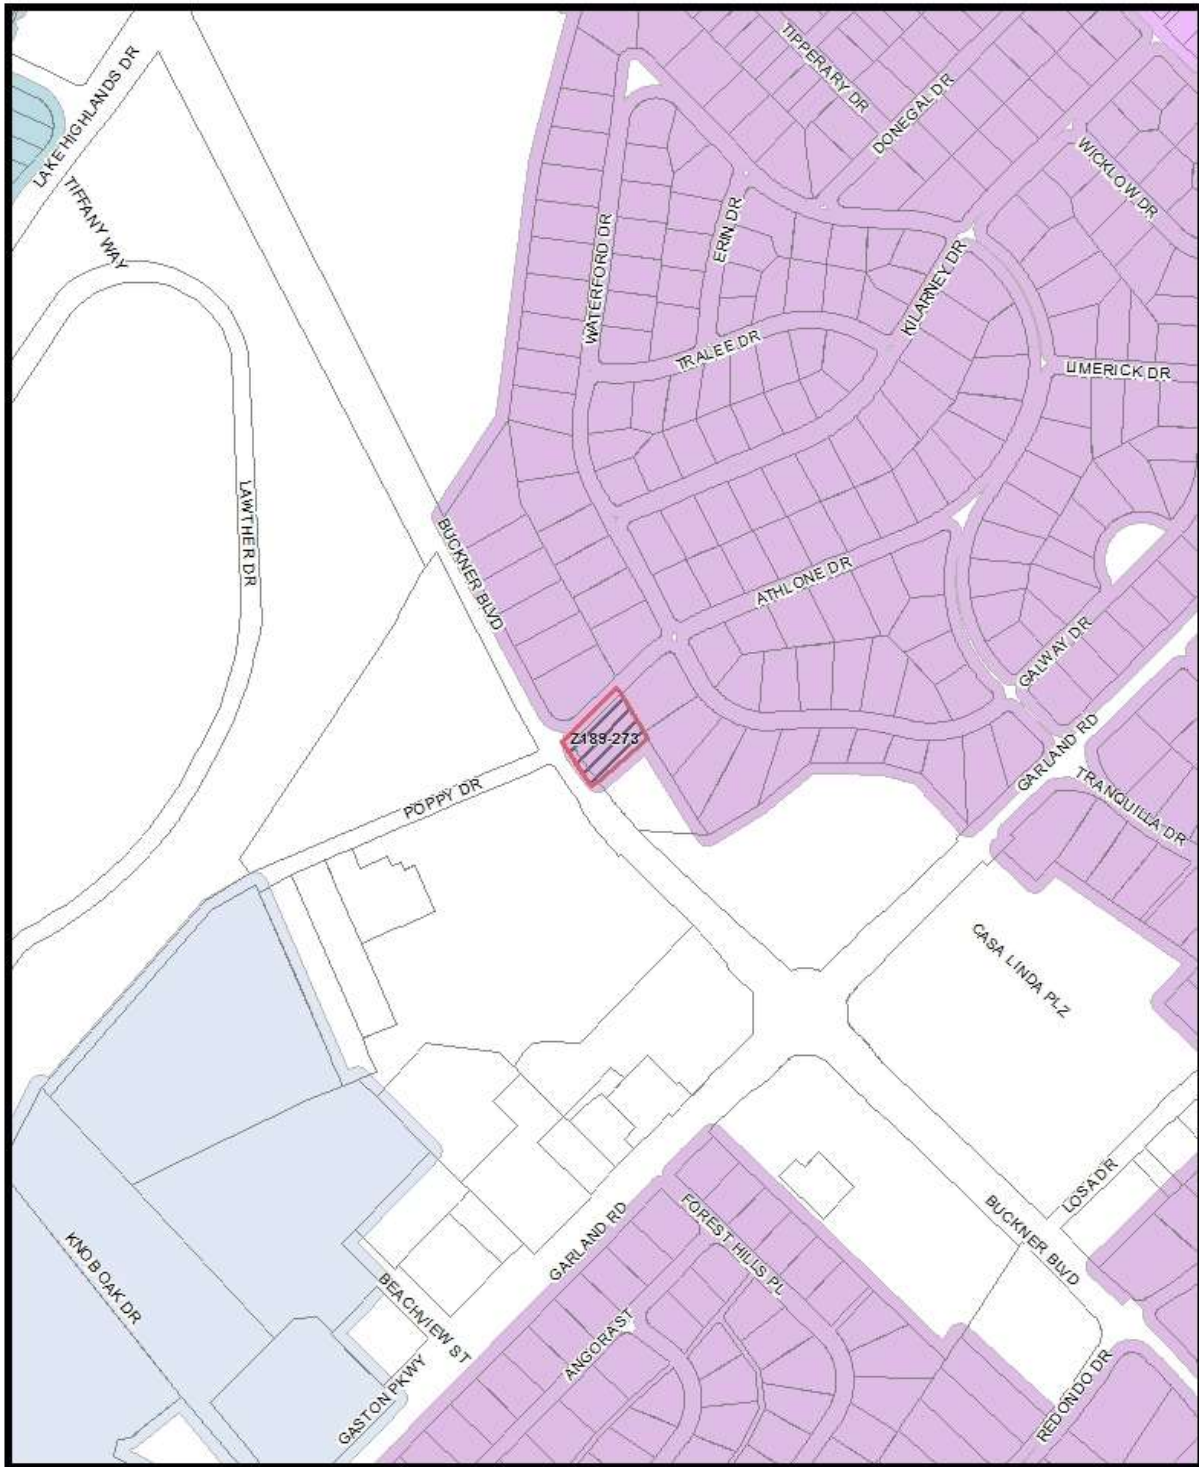 TIPPERARY DR
LAKE HIGHLANDS DR
DONEGAL DR
WICKLOW DR
TIFFANY WAY
ERIN DR
WATERFORD DR
KILARNEY DR
TRALEE DR
LIMERICK DR
LAWTHER DR
BUCKNER BLVD
ATHLONE DR
GALWAY DR
Z189-273
GARLAND RD
POPPY DR
TRANQUILLA DR
CASA LINDA PLZ
LOSA DR
FOREST HILLS PL
GARLAND RD
BUCKNER BLVD
KNOB OAK DR
BEACHVIEW ST
ANGORA ST
GASTON PKWY
REDONDO DR